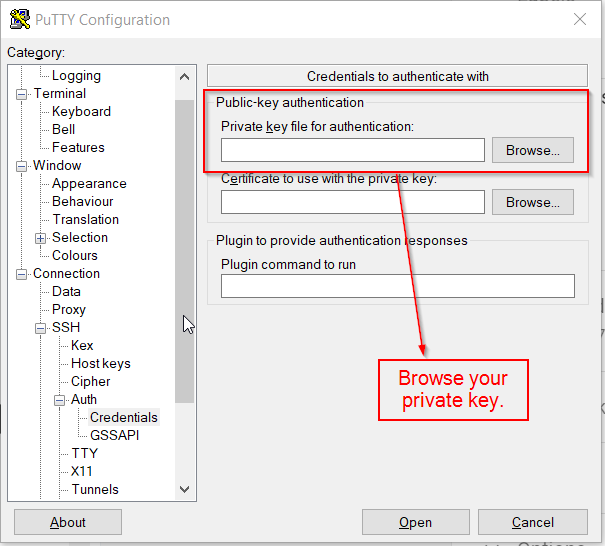 PuTTY Configuration
Category:
Logging
Terminal
Keyboard
Bell
Features
Window
Appearance
Behaviour
Translation
Selection
Colours
Connection
Data
Proxy
SSH
Kex
Host keys
Cipher
Auth
Credentials
GSSAPI
TTY
X11
Tunnels
Credentials to authenticate with
Public-key authentication
Private key file for authentication:
Browse...
Certificate to use with the private key:
Browse...
Plugin to provide authentication responses
Plugin command to run
Browse your
private key.
About
Open
Cancel